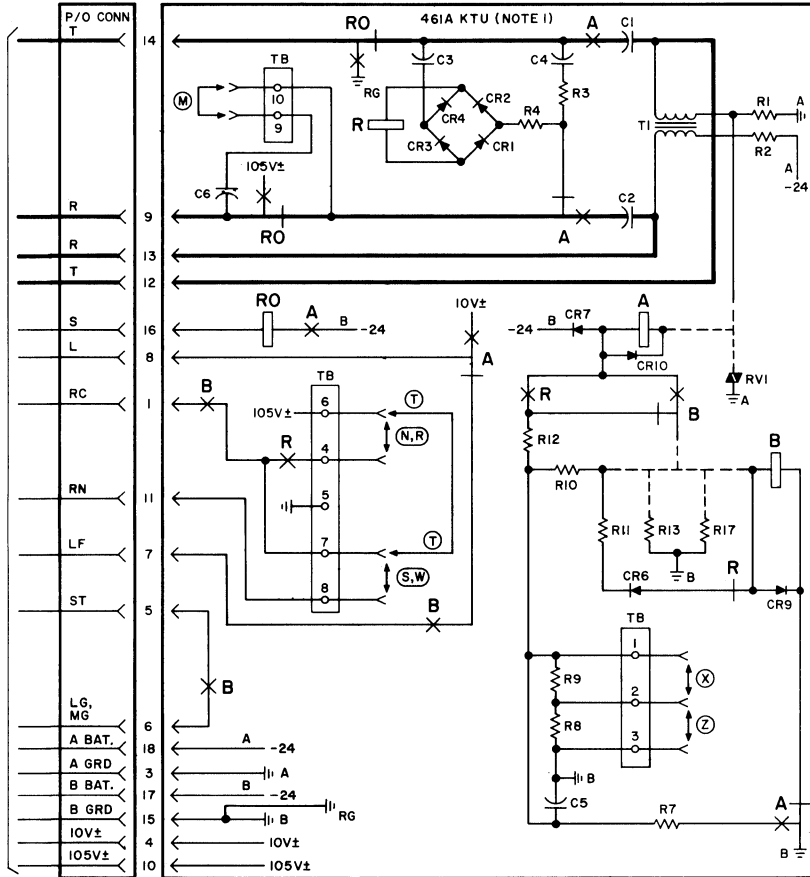 P/O CONN
461A KTU (NOTE 1)
T 14
RO
A
C1
TB
C3
C4
M
10
9
RG
R3
R
CR4
CR2
R4
CR3
CR1
T1
R1
A
R2
A
-24
105V±
C6
R 9
RO
A
C2
R 13
T 12
S 16
RO
A
B
-24
10V±
L 8
A
-24
B
CR7
A
CR10
RV1
A
RC 1
B
TB
105V±
6
T
N,R
R
4
R
B
R12
5
B
RN 11
7
T
R10
R11
R13
R17
B
LF 7
S,W
8
B
CR6
R
CR9
ST 5
B
TB
1
X
R9
2
R8
Z
3
B
C5
R7
A
B
LG, MG 6
A BAT. 18
A
-24
A GRD 3
A
B BAT. 17
B
-24
B GRD 15
B
RG
10V± 4
10V±
105V± 10
105V±